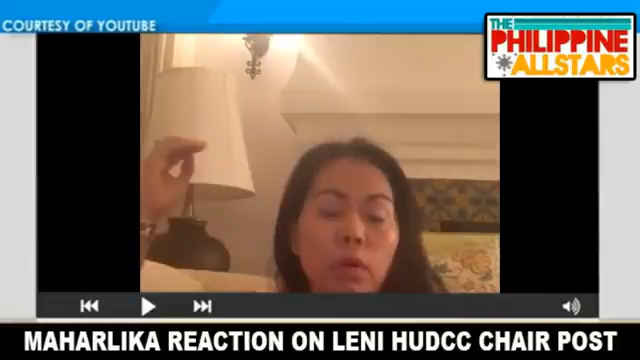 COURTESY OF YOUTUBE
THE
PHILIPPINE
ALLSTARS
MAHARLIKA REACTION ON LENI HUDCC CHAIR POST